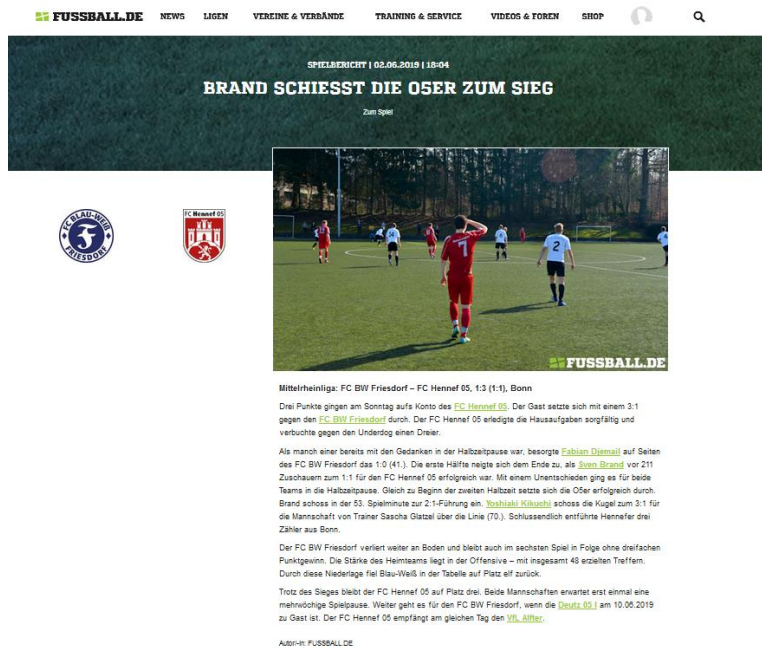 FUSSBALL.DE NEWS LIGEN VEREINE & VERBÄNDE TRAINING & SERVICE VIDEOS & FOREN SHOP
SPIELBERICHT | 02.06.2019 | 18:04
BRAND SCHIESST DIE 05ER ZUM SIEG
Zum Spiel
FC BLAU-WEIß
FRIESDORF
FC Hennef 05
7
2
FUSSBALL.DE
Mittelrheinliga: FC BW Friesdorf – FC Hennef 05, 1:3 (1:1), Bonn
Drei Punkte gingen am Sonntag aufs Konto des FC Hennef 05. Der Gast setzte sich mit einem 3:1
gegen den FC BW Friesdorf durch. Der FC Hennef 05 erledigte die Hausaufgaben sorgfältig und
verbuchte gegen den Underdog einen Dreier.
Als manch einer bereits mit den Gedanken in der Halbzeitpause war, besorgte Fabian Djemail auf Seiten
des FC BW Friesdorf das 1:0 (41.). Die erste Hälfte neigte sich dem Ende zu, als Sven Brand vor 211
Zuschauern zum 1:1 für den FC Hennef 05 erfolgreich war. Mit einem Unentschieden ging es für beide
Teams in die Halbzeitpause. Gleich zu Beginn der zweiten Halbzeit setzte sich die O5er erfolgreich durch.
Brand schoss in der 53. Spielminute zur 2:1-Führung ein. Yoshiaki Kikuchi schoss die Kugel zum 3:1 für
die Mannschaft von Trainer Sascha Glatzel über die Linie (70.). Schlussendlich entführte Hennefer drei
Zähler aus Bonn.
Der FC BW Friesdorf verliert weiter an Boden und bleibt auch im sechsten Spiel in Folge ohne dreifachen
Punktgewinn. Die Stärke des Heimteams liegt in der Offensive – mit insgesamt 48 erzielten Treffern.
Durch diese Niederlage fiel Blau-Weiß in der Tabelle auf Platz elf zurück.
Trotz des Sieges bleibt der FC Hennef 05 auf Platz drei. Beide Mannschaften erwartet erst einmal eine
mehrwöchige Spielpause. Weiter geht es für den FC BW Friesdorf, wenn die Deutz 05 I am 10.06.2019
zu Gast ist. Der FC Hennef 05 empfängt am gleichen Tag den VfL Alfter.
Autor/-in: FUSSBALL.DE